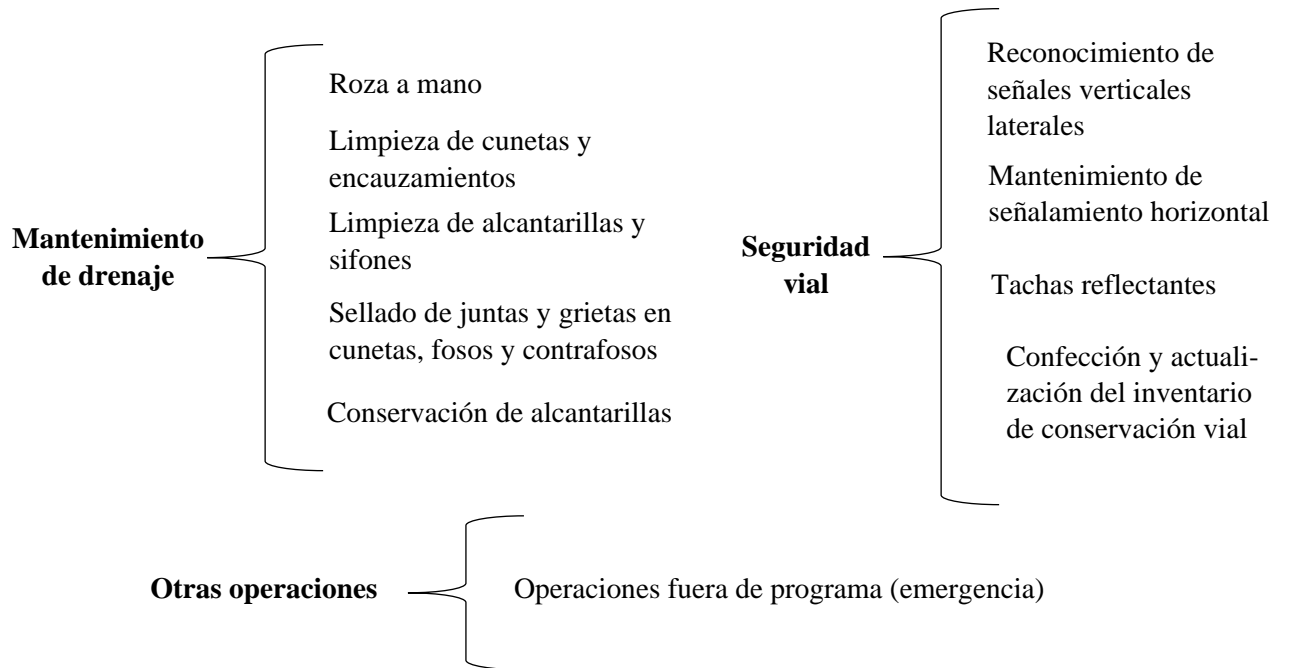 Mantenimiento
de drenaje
Roza a mano
Limpieza de cunetas y
encauzamientos
Limpieza de alcantarillas y
sifones
Sellado de juntas y grietas en
cunetas, fosos y contrafosos
Conservación de alcantarillas
Seguridad
vial
Reconocimiento de
señales verticales
laterales
Mantenimiento de
señalamiento horizontal
Tachas reflectantes
Confección y actuali-
zación del inventario
de conservación vial
Otras operaciones
Operaciones fuera de programa (emergencia)